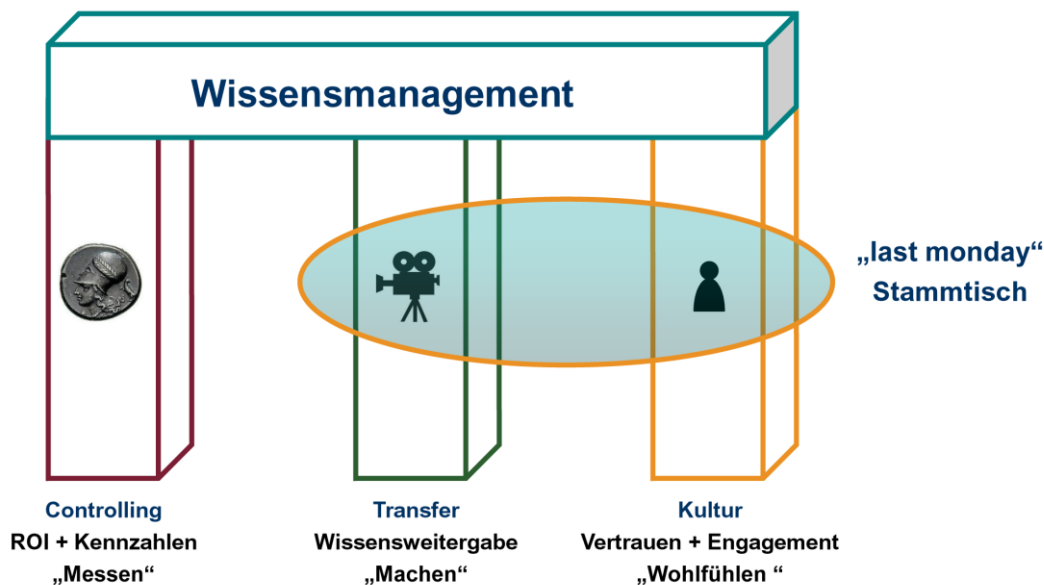 Wissensmanagement
„last monday“
Stammtisch
Controlling
ROI + Kennzahlen
„Messen“
Transfer
Wissensweitergabe
„Machen“
Kultur
Vertrauen + Engagement
„Wohlfühlen “